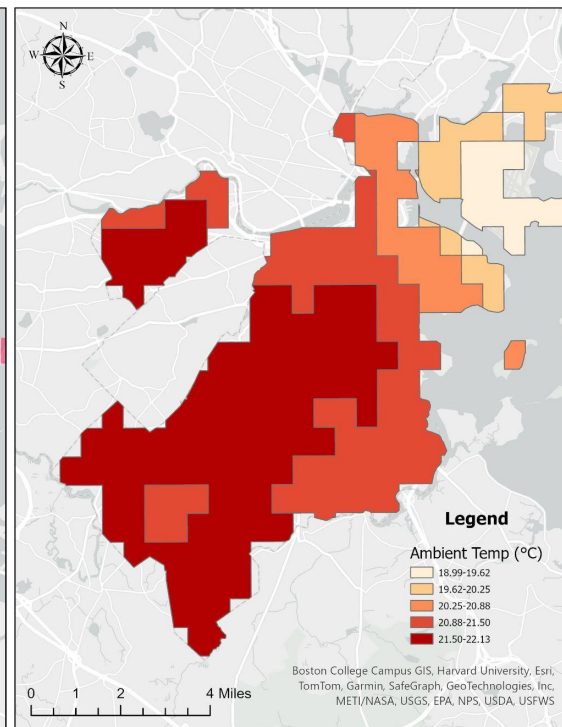 N
W E
S
Legend
Ambient Temp (°C)
18.99-19.62
19.62-20.25
20.25-20.88
20.88-21.50
21.50-22.13
Boston College Campus GIS, Harvard University, Esri,
TomTom, Garmin, SafeGraph, GeoTechnologies, Inc,
METI/NASA, USGS, EPA, NPS, USDA, USFWS
0 1 2 4 Miles